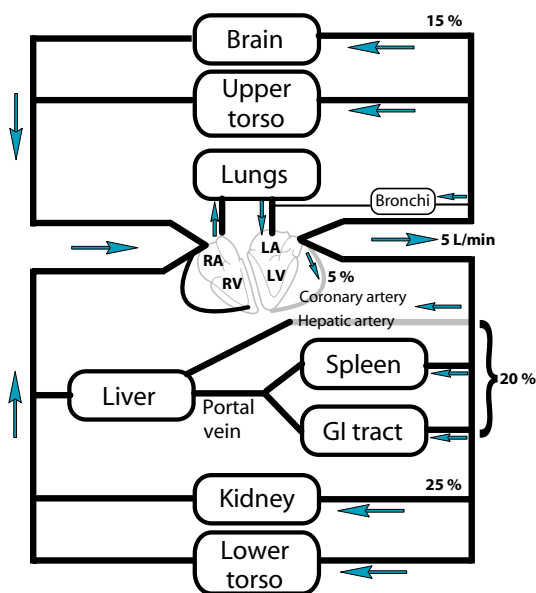 15 %
Brain
Upper
torso
Lungs
Bronchi
LA
RA
5 L/min
LV
RV
5 %
Coronary artery
Hepatic artery
Spleen
20 %
Liver
Portal
vein
GI tract
25 %
Kidney
Lower
torso